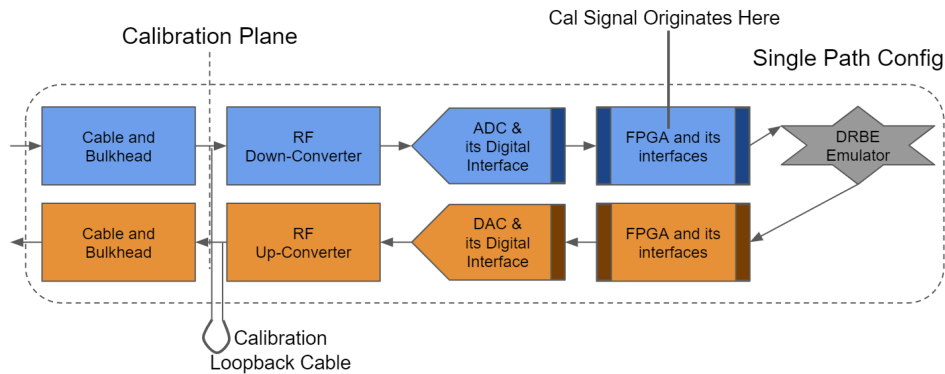 Cal Signal Originates Here
Calibration Plane
Single Path Config
Cable and
Bulkhead
RF
Down-Converter
ADC &
its Digital
Interface
FPGA and its
interfaces
DRBE
Emulator
Cable and
Bulkhead
RF
Up-Converter
DAC &
its Digital
Interface
FPGA and its
interfaces
Calibration
Loopback Cable